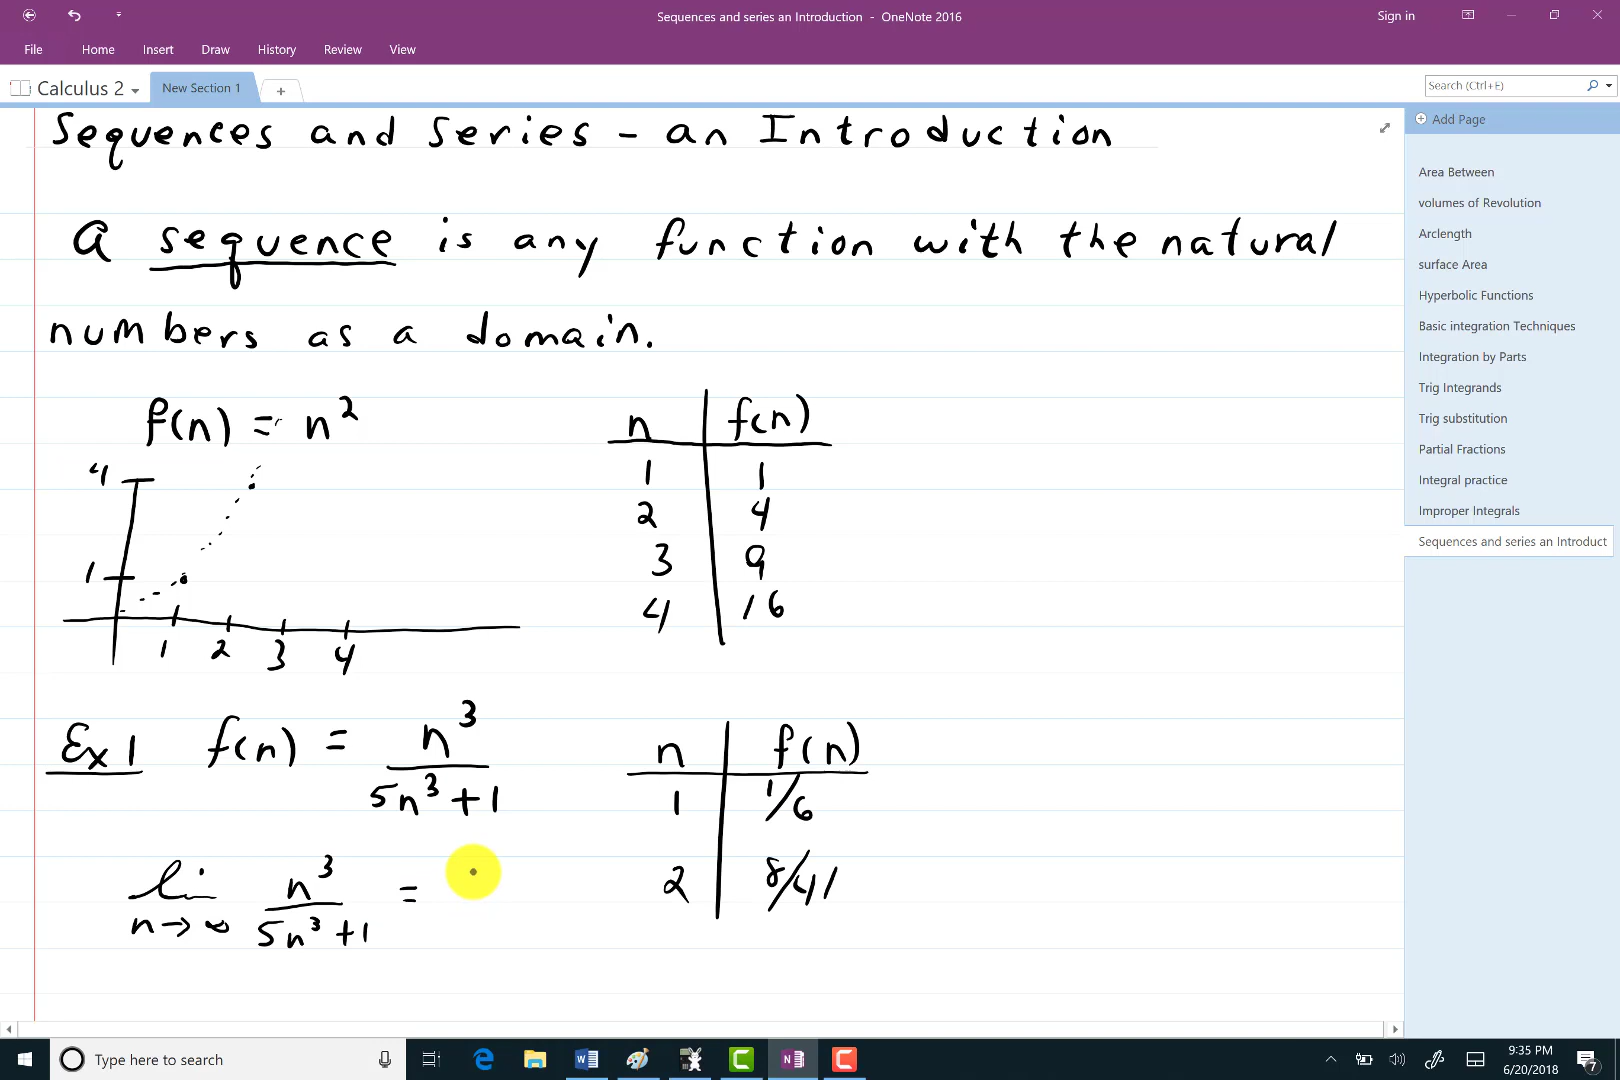 Sequences and series an Introduction - OneNote 2016
Sign in
File Home Insert Draw History Review View
Calculus 2 New Section 1 +
Search (Ctrl+E)
Add Page
Sequences and Series - an Introduction
A sequence is any function with the natural
numbers as a domain.
f(n) = n²
4
1
1 2 3 4
n f(n)
1 1
2 4
3 9
4 16
Ex 1 f(n) = n³/(5n³+1)
n f(n)
1 1/6
2 8/41
lim n→∞ n³/(5n³+1) =
Area Between
volumes of Revolution
Arclength
surface Area
Hyperbolic Functions
Basic integration Techniques
Integration by Parts
Trig Integrands
Trig substitution
Partial Fractions
Integral practice
Improper Integrals
Sequences and series an Introduct
Type here to search
9:35 PM
6/20/2018
7